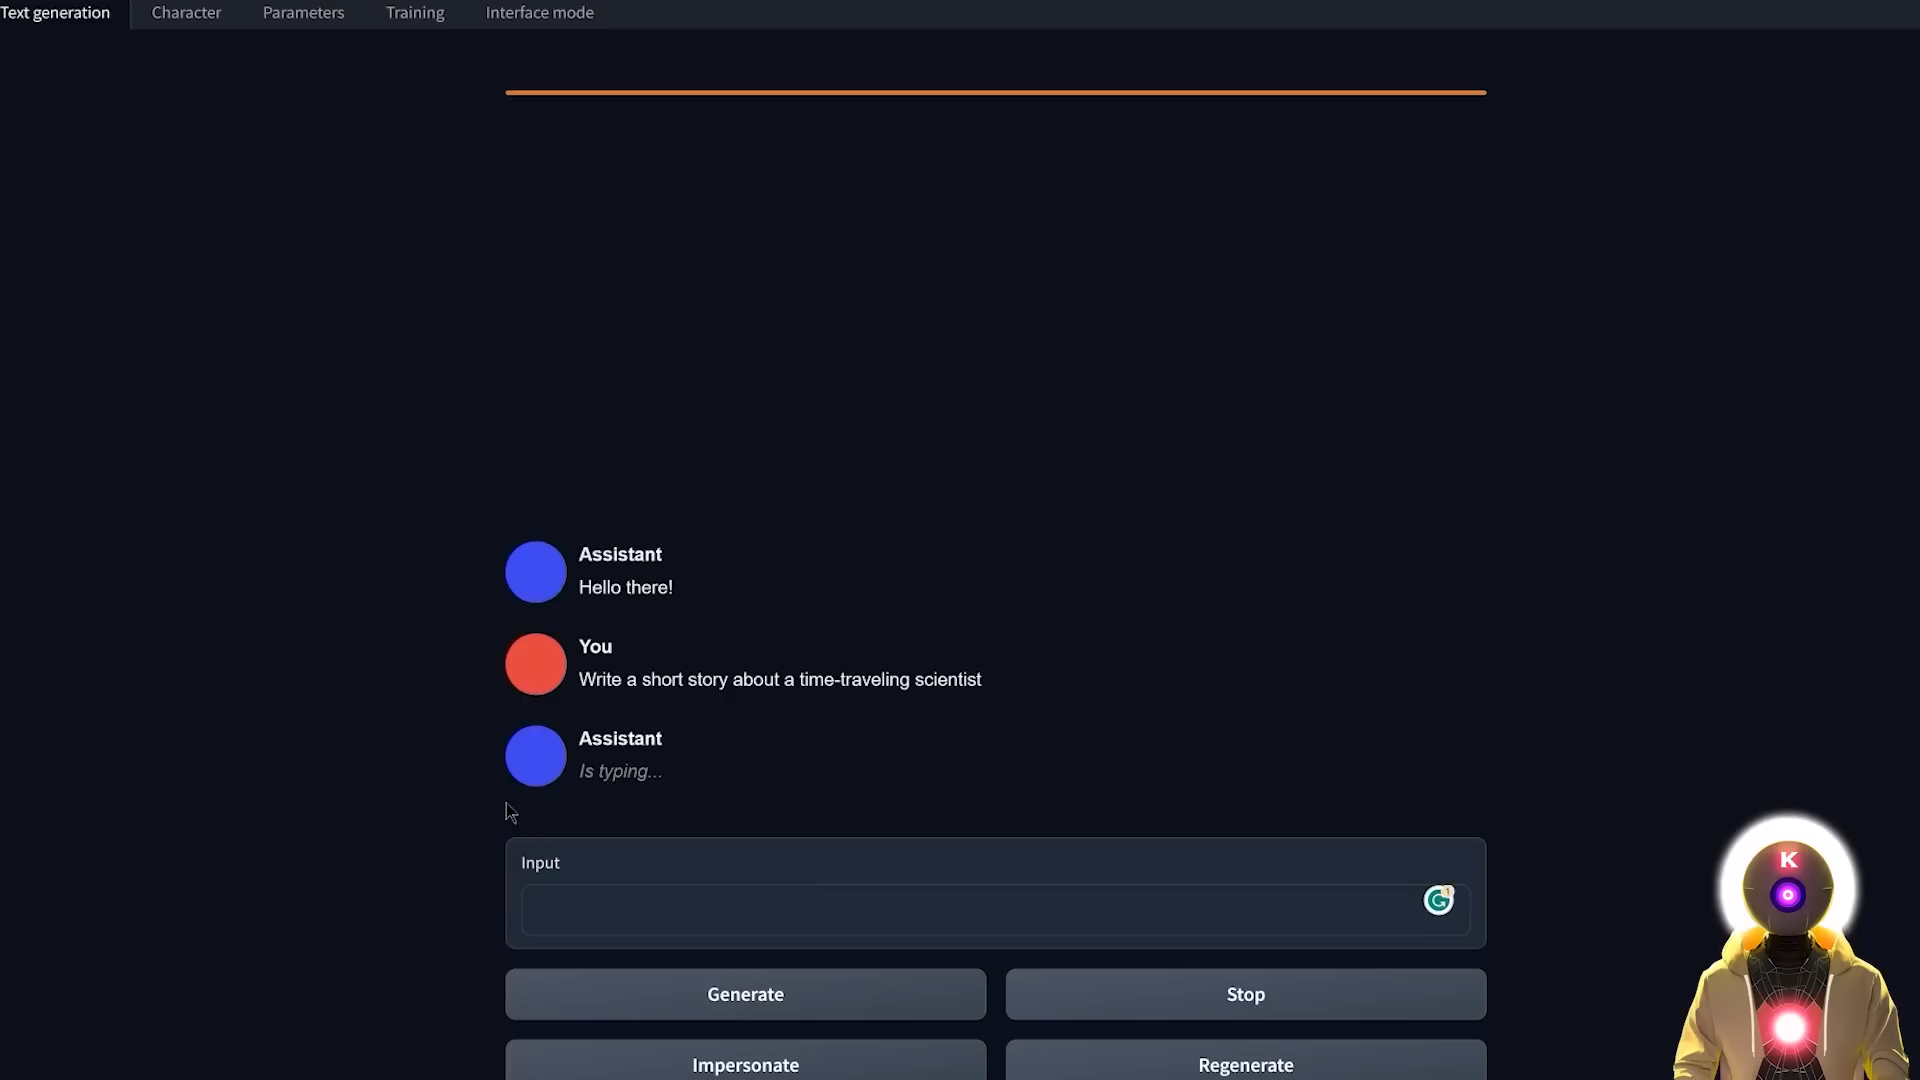 Text generation Character Parameters Training Interface mode
Assistant
Hello there!
You
Write a short story about a time-traveling scientist
Assistant
Is typing...
Input
1
Generate Stop
Impersonate Regenerate
K